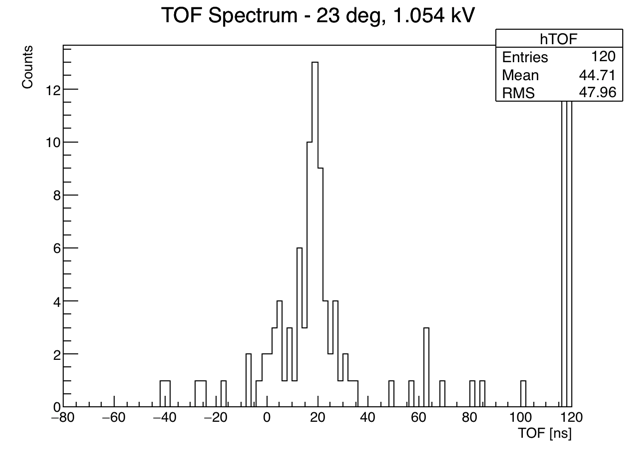 TOF Spectrum - 23 deg, 1.054 kV
hTOF
Entries 120
Mean 44.71
RMS 47.96
Counts
12
10
8
6
4
2
0
−80 −60 −40 −20 0 20 40 60 80 100 120
TOF [ns]